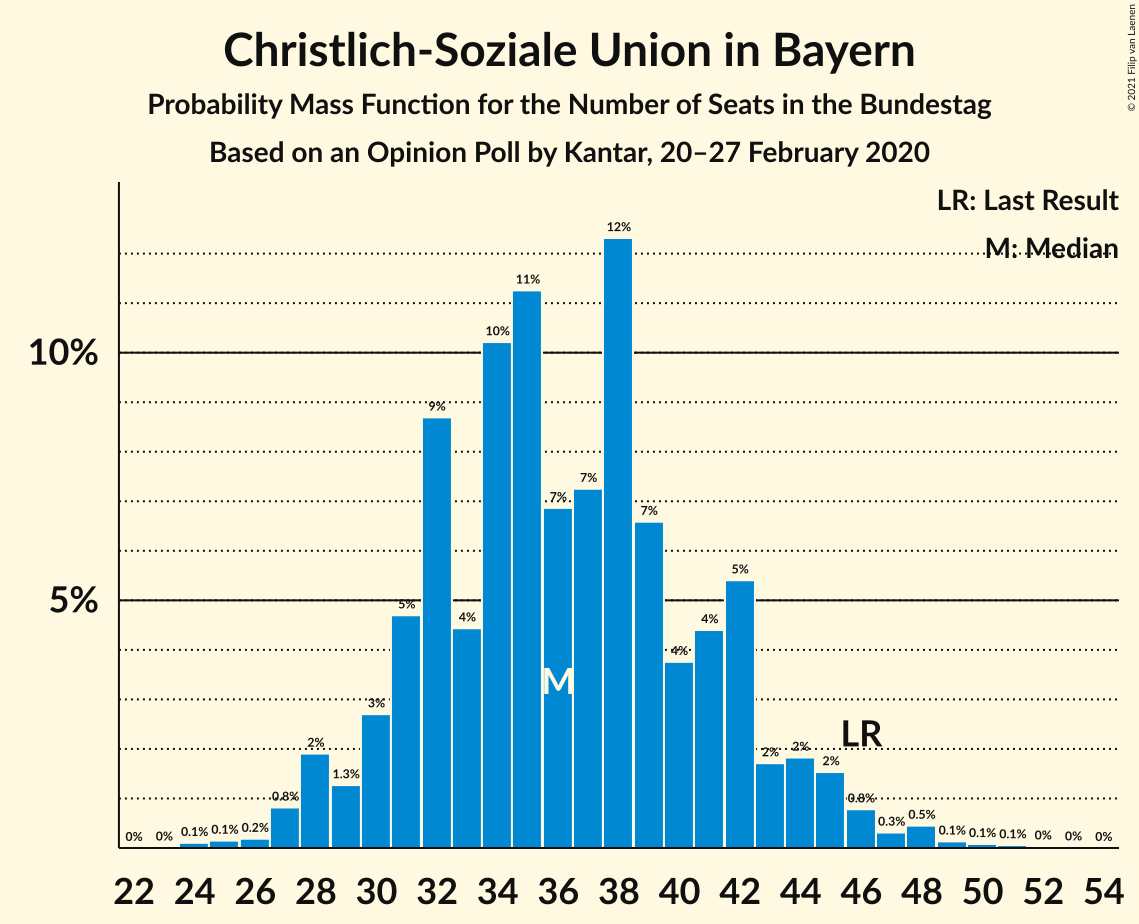 Christlich-Soziale Union in Bayern
Probability Mass Function for the Number of Seats in the Bundestag
Based on an Opinion Poll by Kantar, 20–27 February 2020
© 2021 Filip van Laenen
LR: Last Result
M: Median
10%
5%
0% 0% 0.1% 0.1% 0.2% 0.8% 2% 1.3% 3% 5% 9% 4% 10% 11% 7% 7% 12% 7% 4% 4% 5% 2% 2% 2% 0.8% 0.3% 0.5% 0.1% 0.1% 0.1% 0% 0% 0%
M
LR
22 24 26 28 30 32 34 36 38 40 42 44 46 48 50 52 54